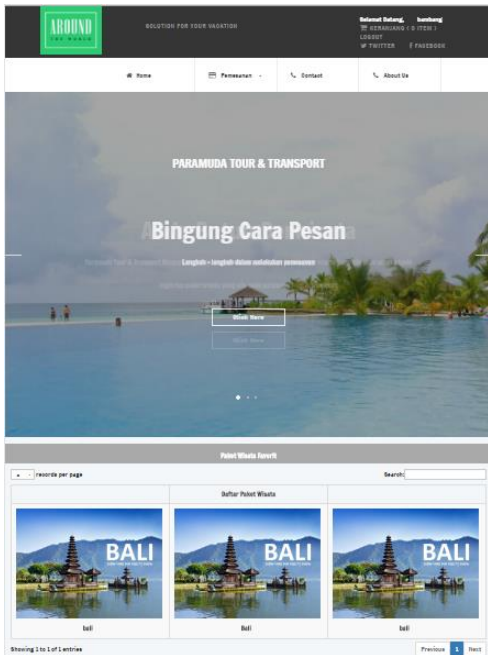 AROUND
THE WORLD
SOLUTION FOR YOUR VACATION
Selamat Datang, bambang
KERANJANG ( 0 ITEM )
LOGOUT
TWITTER FACEBOOK
Home
Pemesanan
Contact
About Us
PARAMUDA TOUR & TRANSPORT
Bingung Cara Pesan
Langkah - langkah dalam melakukan pemesanan
Click Here
Click Here
Paket Wisata Favorit
records per page
Search:
Daftar Paket Wisata
BALI
BALI
BALI
bali
Bali
bali
Showing 1 to 1 of 1 entries
Previous 1 Next